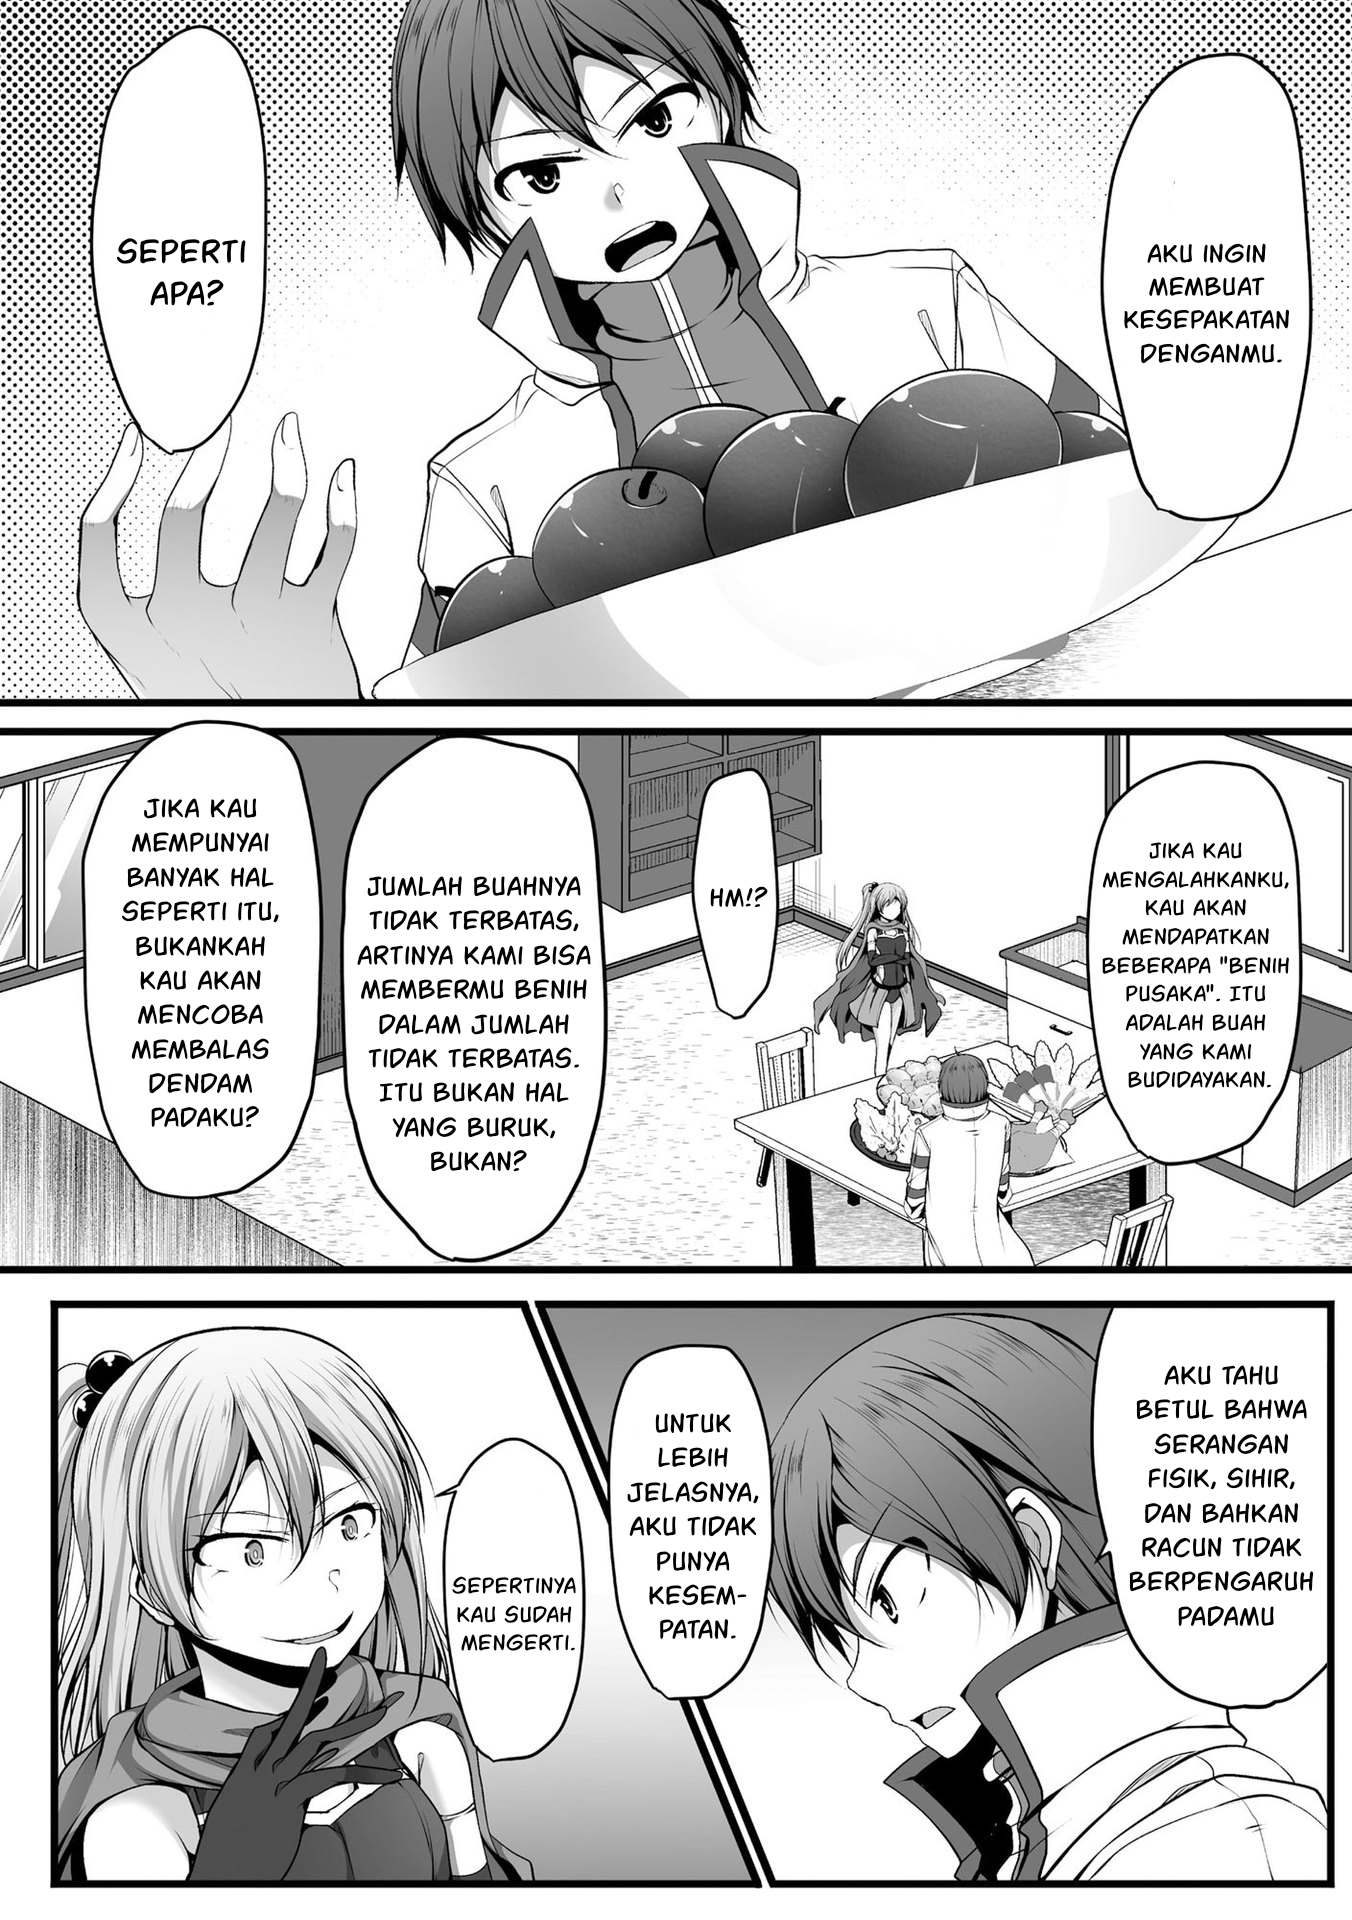 AKU INGIN
MEMBUAT
KESEPAKATAN
DENGANMU.
SEPERTI
APA?
JIKA KAU
MENGALAHKANKU,
KAU AKAN
MENDAPATKAN
BEBERAPA "BENIH
PUSAKA". ITU
ADALAH BUAH
YANG KAMI
BUDIDAYAKAN.
HM!?
JUMLAH BUAHNYA
TIDAK TERBATAS,
ARTINYA KAMI BISA
MEMBERMU BENIH
DALAM JUMLAH
TIDAK TERBATAS.
ITU BUKAN HAL
YANG BURUK,
BUKAN?
JIKA KAU
MEMPUNYAI
BANYAK HAL
SEPERTI ITU,
BUKANKAH
KAU AKAN
MENCOBA
MEMBALAS
DENDAM
PADAKU?
AKU TAHU
BETUL BAHWA
SERANGAN
FISIK, SIHIR,
DAN BAHKAN
RACUN TIDAK
BERPENGARUH
PADAMU
UNTUK
LEBIH
JELASNYA,
AKU TIDAK
PUNYA
KESEM-
PATAN.
SEPERTINYA
KAU SUDAH
MENGERTI.